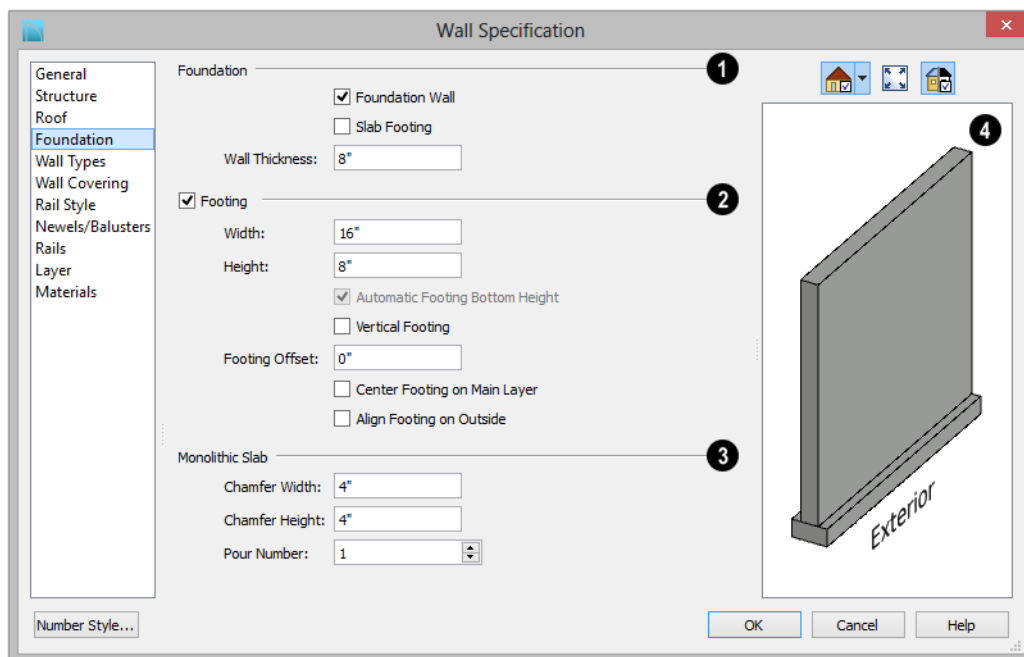 Wall Specification
General
Structure
Roof
Foundation
Wall Types
Wall Covering
Rail Style
Newels/Balusters
Rails
Layer
Materials
Foundation
1
Foundation Wall
Slab Footing
Wall Thickness: 8"
Footing
2
Width: 16"
Height: 8"
Automatic Footing Bottom Height
Vertical Footing
Footing Offset: 0"
Center Footing on Main Layer
Align Footing on Outside
Monolithic Slab
3
Chamfer Width: 4"
Chamfer Height: 4"
Pour Number: 1
4
Exterior
Number Style...
OK
Cancel
Help